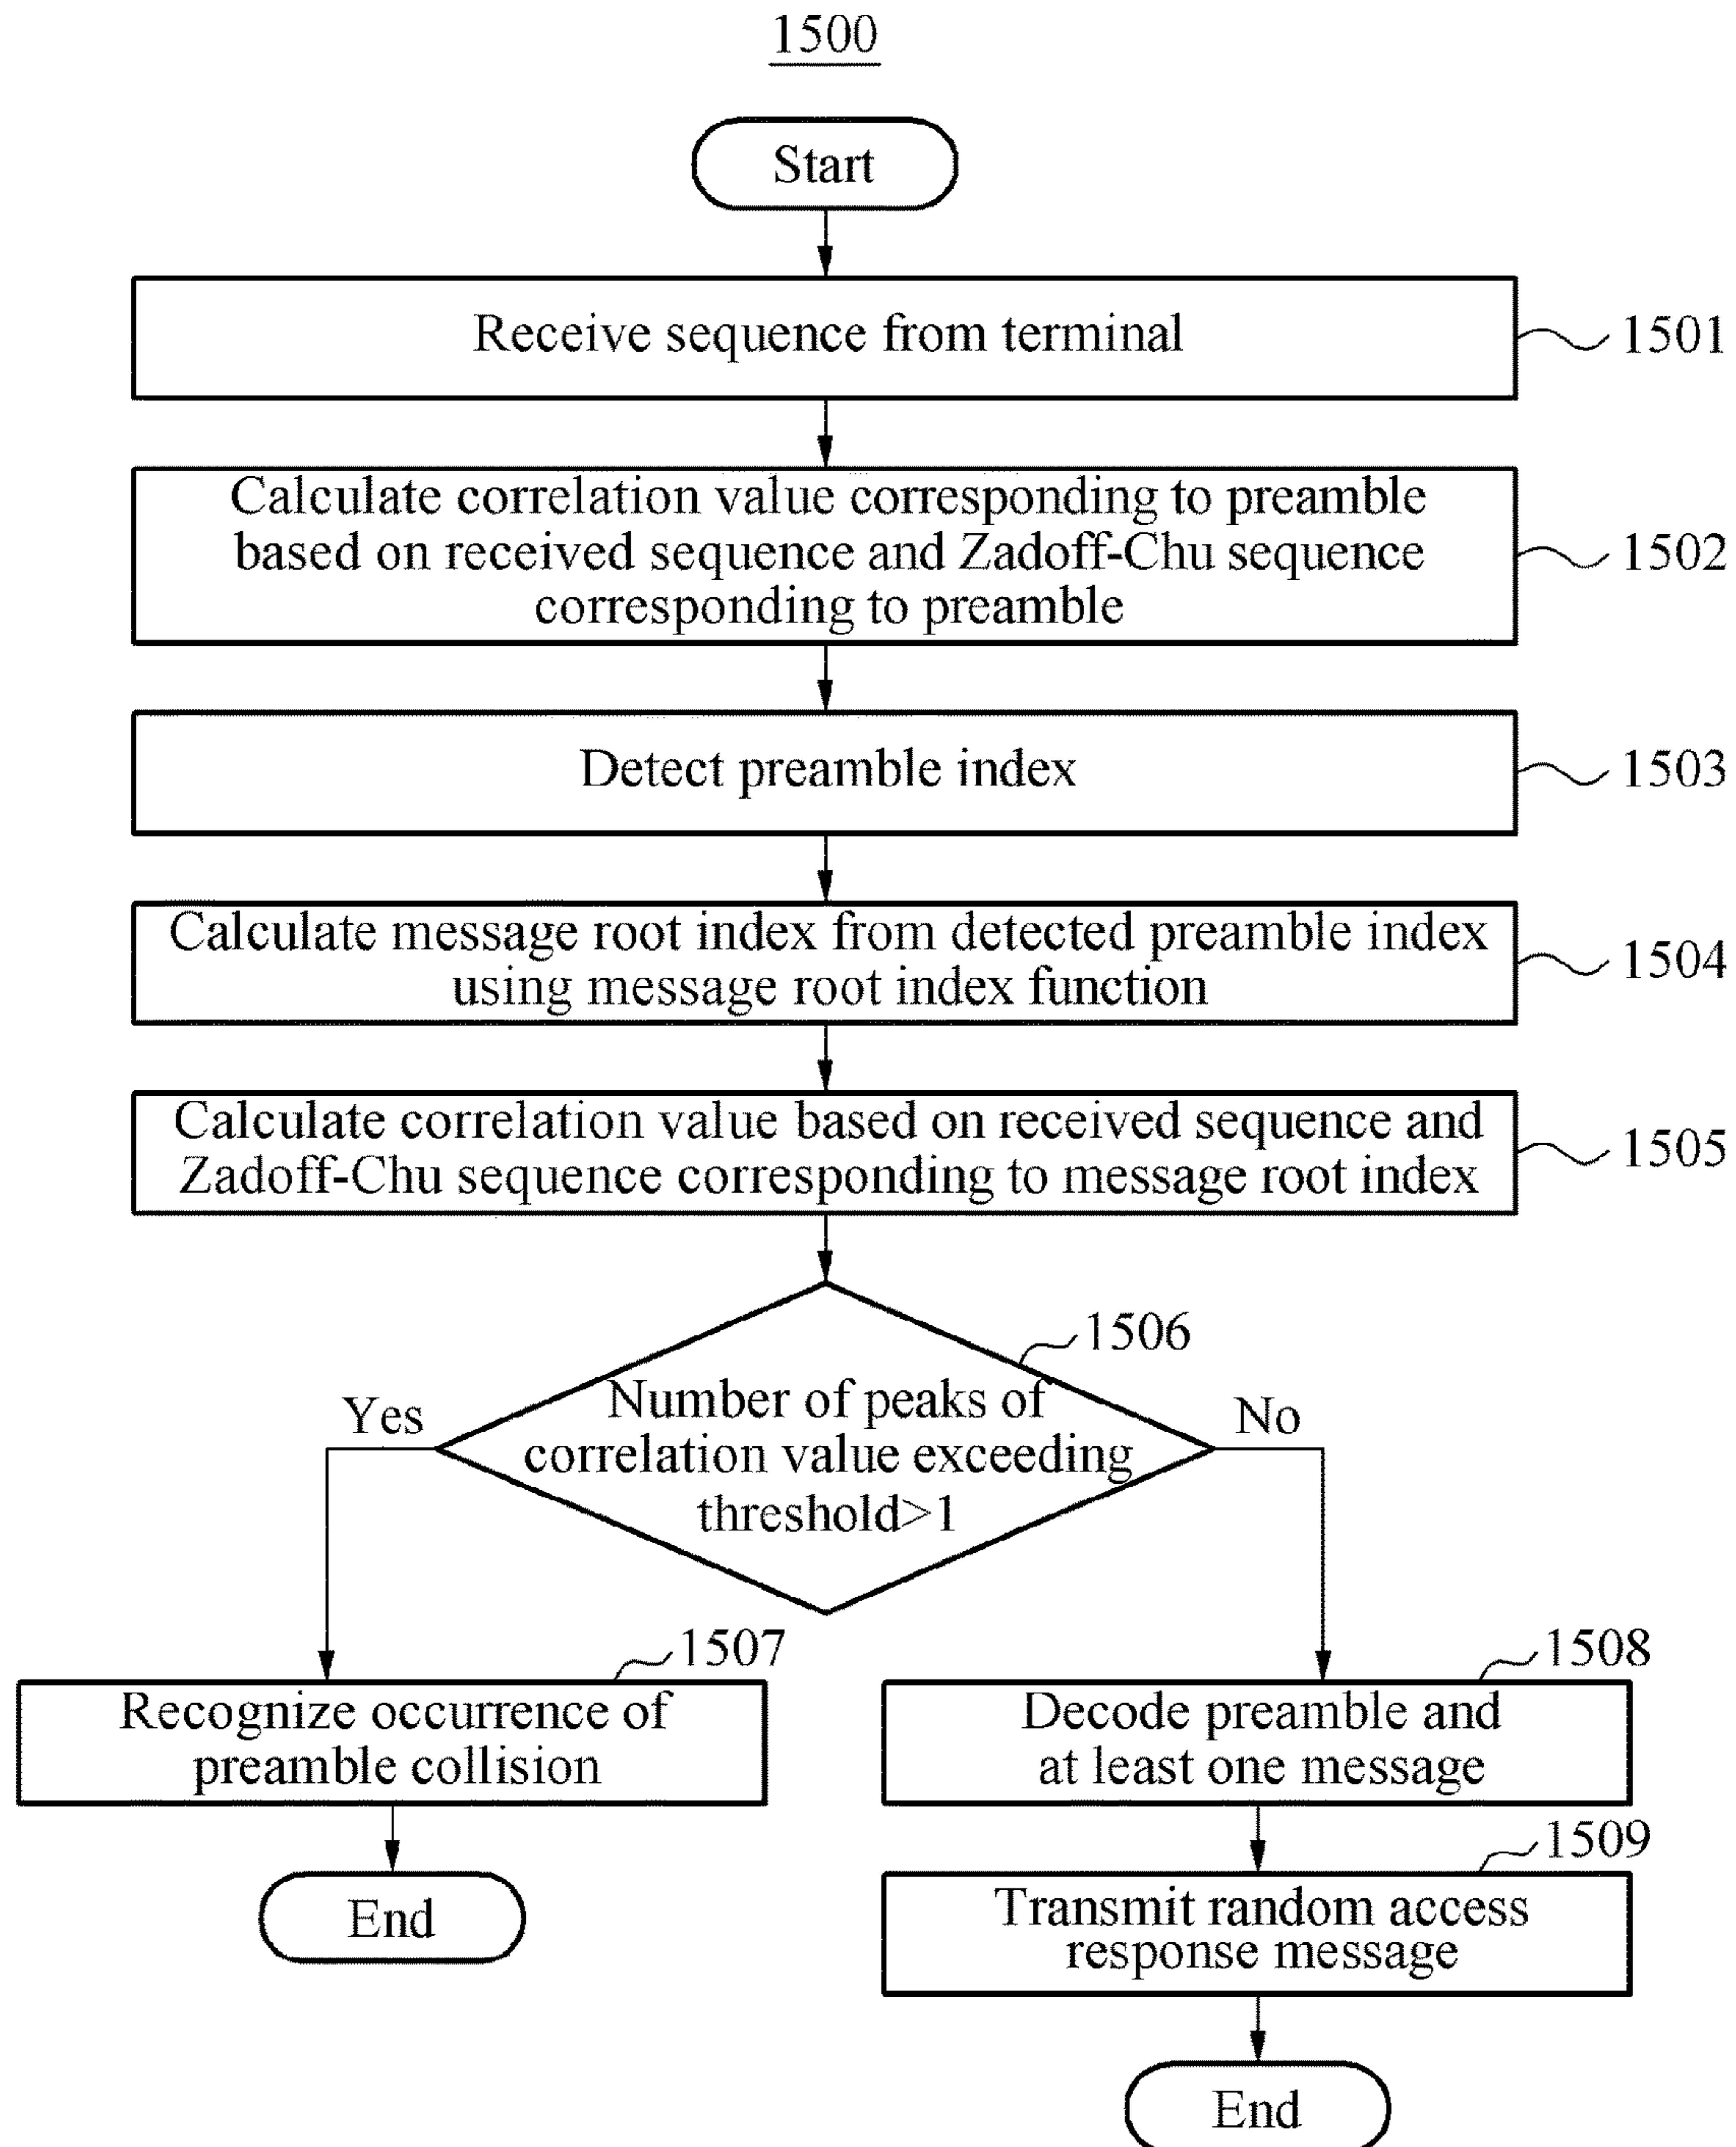 1500
Start
Receive sequence from terminal
1501
Calculate correlation value corresponding to preamble
based on received sequence and Zadoff-Chu sequence
corresponding to preamble
1502
Detect preamble index
1503
Calculate message root index from detected preamble index
using message root index function
1504
Calculate correlation value based on received sequence and
Zadoff-Chu sequence corresponding to message root index
1505
1506
Number of peaks of
correlation value exceeding
threshold>1
Yes
No
1507
Recognize occurrence of
preamble collision
End
1508
Decode preamble and
at least one message
1509
Transmit random access
response message
End